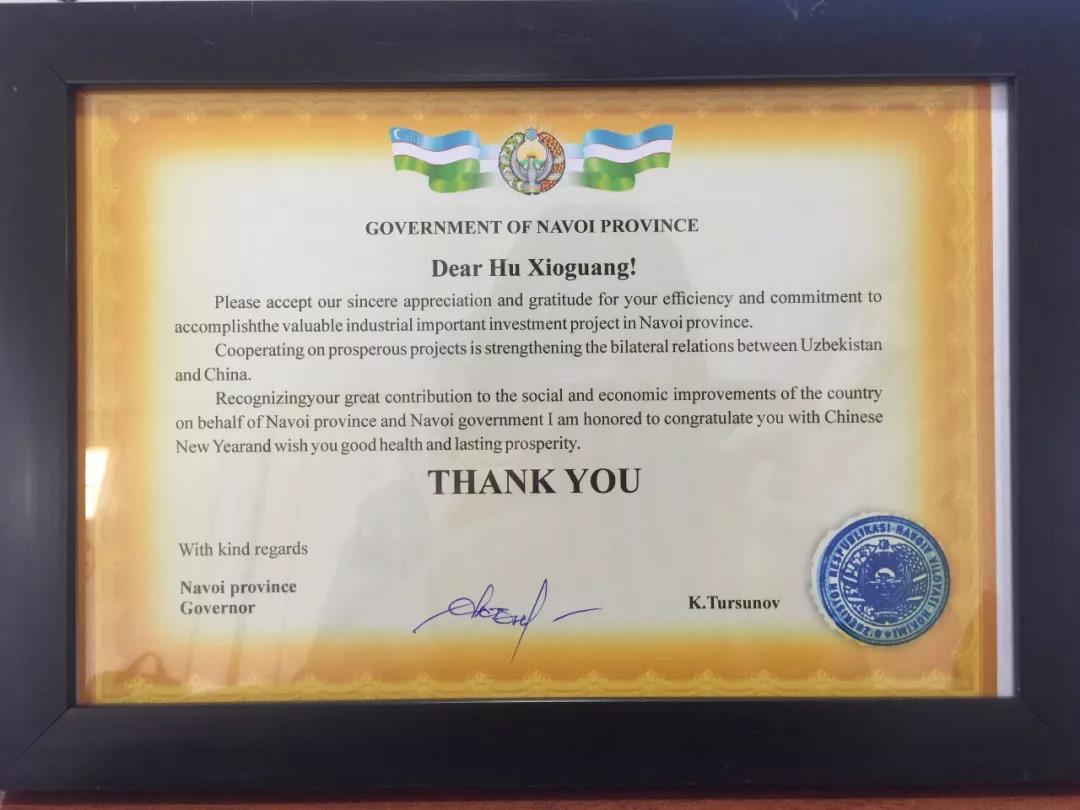 GOVERNMENT OF NAVOI PROVINCE
Dear Hu Xioguang!
Please accept our sincere appreciation and gratitude for your efficiency and commitment to
accomplishthe valuable industrial important investment project in Navoi province.
Cooperating on prosperous projects is strengthening the bilateral relations between Uzbekistan
and China.
Recognizingyour great contribution to the social and economic improvements of the country
on behalf of Navoi province and Navoi government I am honored to congratulate you with Chinese
New Yearand wish you good health and lasting prosperity.
THANK YOU
With kind regards
Navoi province
Governor
K.Tursunov
RESPUBLIKASI NAVOIY VILOYATI HOKIMI